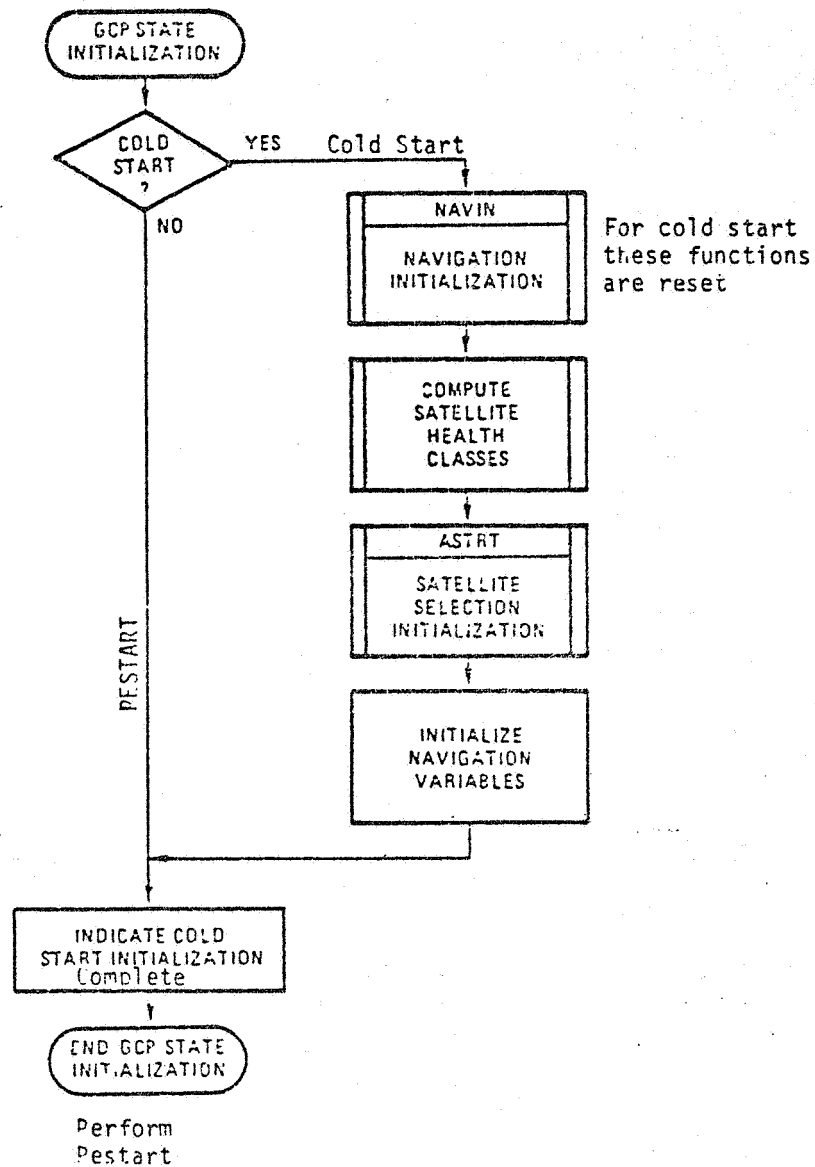 GCP STATE
INITIALIZATION
COLD
START
?
YES
Cold Start
NO
NAVIN
NAVIGATION
INITIALIZATION
For cold start
these functions
are reset
COMPUTE
SATELLITE
HEALTH
CLASSES
ASTRT
SATELLITE
SELECTION
INITIALIZATION
RESTART
INITIALIZE
NAVIGATION
VARIABLES
INDICATE COLD
START INITIALIZATION
Complete
END GCP STATE
INITIALIZATION
Perform
Restart